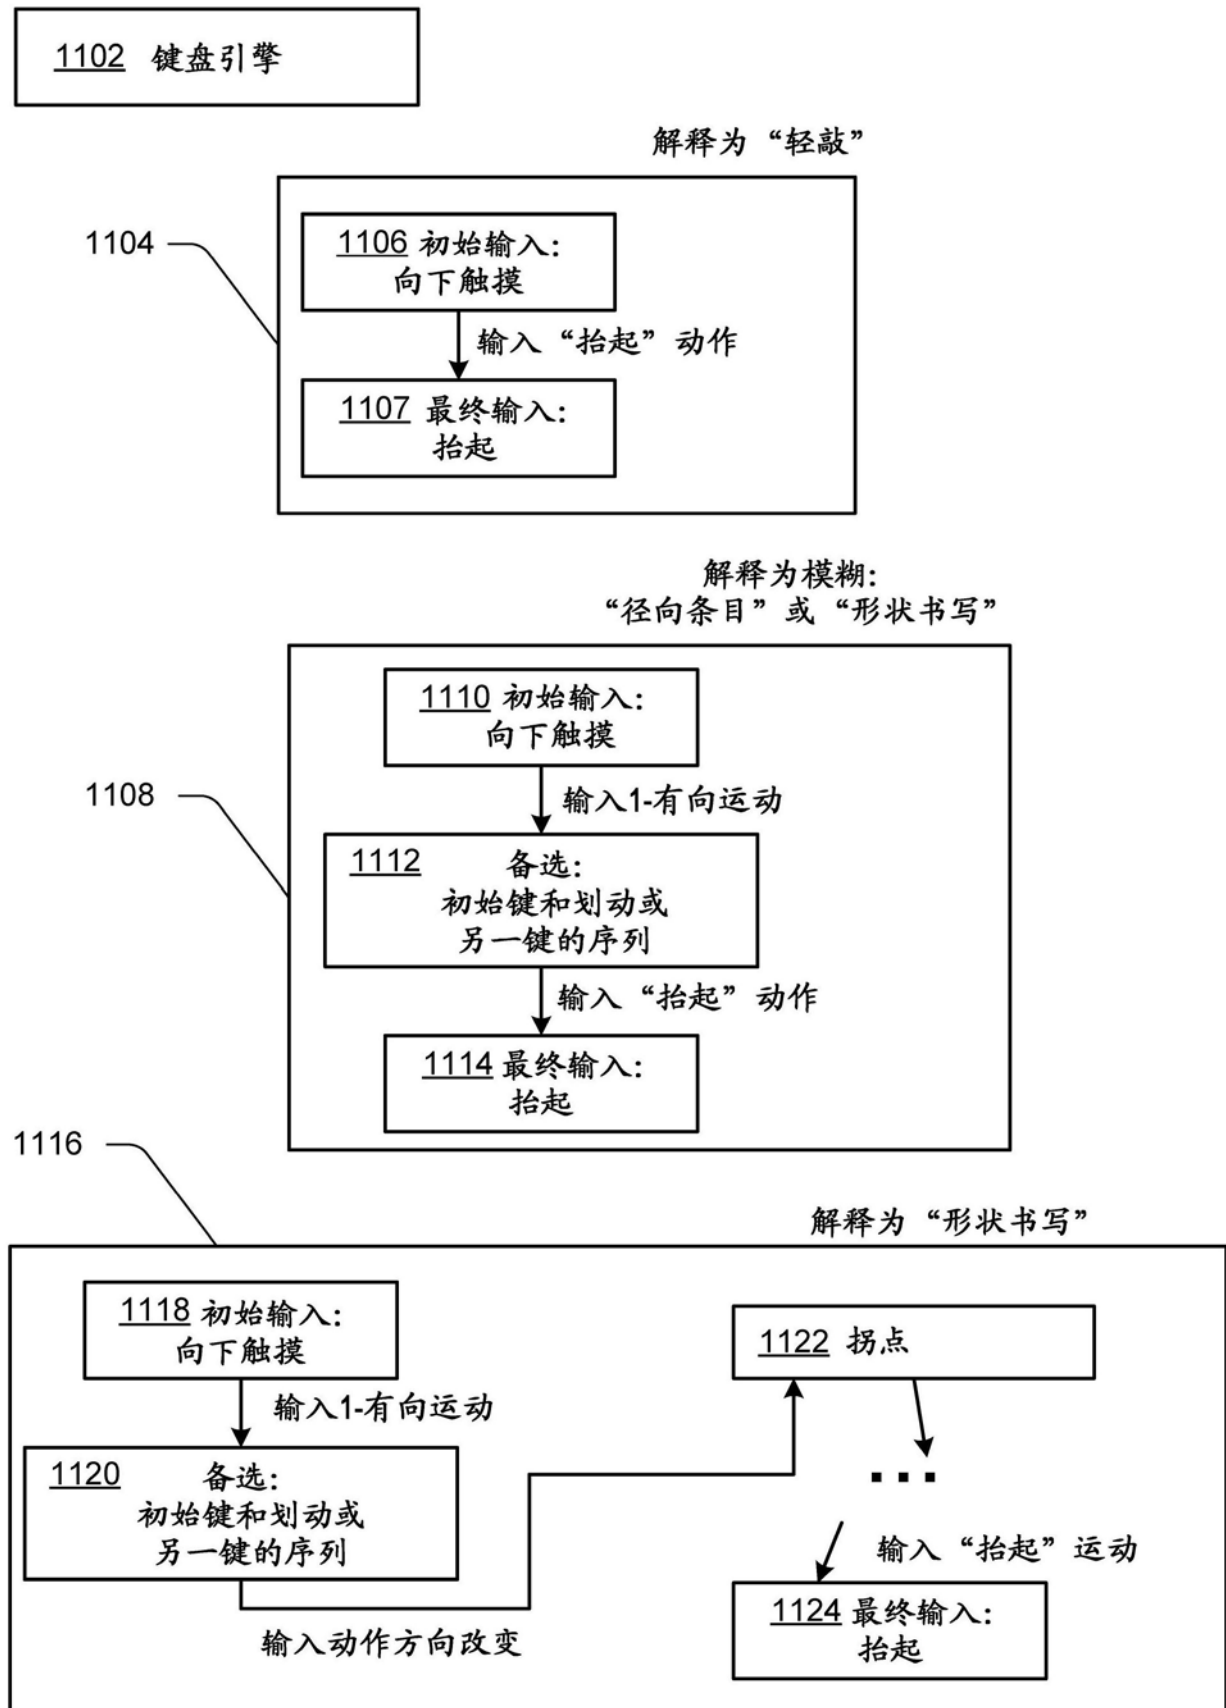 1102 键盘引擎
解释为“轻敲”
1104
1106 初始输入:
向下触摸
输入“抬起”动作
1107 最终输入:
抬起
解释为模糊:
“径向条目”或“形状书写”
1108
1110 初始输入:
向下触摸
输入1-有向运动
1112 备选:
初始键和划动或
另一键的序列
输入“抬起”动作
1114 最终输入:
抬起
1116
解释为“形状书写”
1118 初始输入:
向下触摸
输入1-有向运动
1120 备选:
初始键和划动或
另一键的序列
输入动作方向改变
1122 拐点
...
输入“抬起”运动
1124 最终输入:
抬起